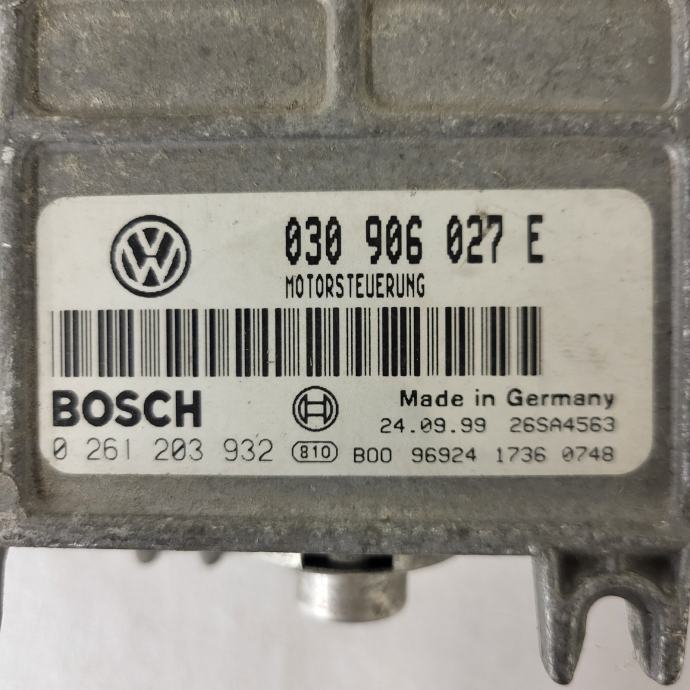 030 906 027 E
MOTORSTEUERUNG
BOSCH
Made in Germany
24.09.99 26SA4563
0 261 203 932 810 B00 96924 1736 0748